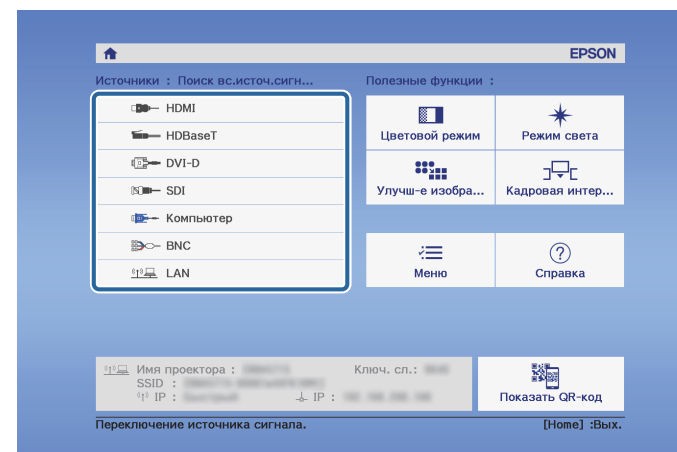 EPSON
Источники : Поиск вс.источ.сигн...
Полезные функции :
HDMI
HDBaseT
DVI-D
SDI
Компьютер
BNC
LAN
Цветовой режим
Режим света
Улучш-е изобра...
Кадровая интер...
Меню
Справка
Имя проектора :
Ключ. сл.:
SSID :
IP :
IP :
Показать QR-код
Переключение источника сигнала.
[Home] :Вых.